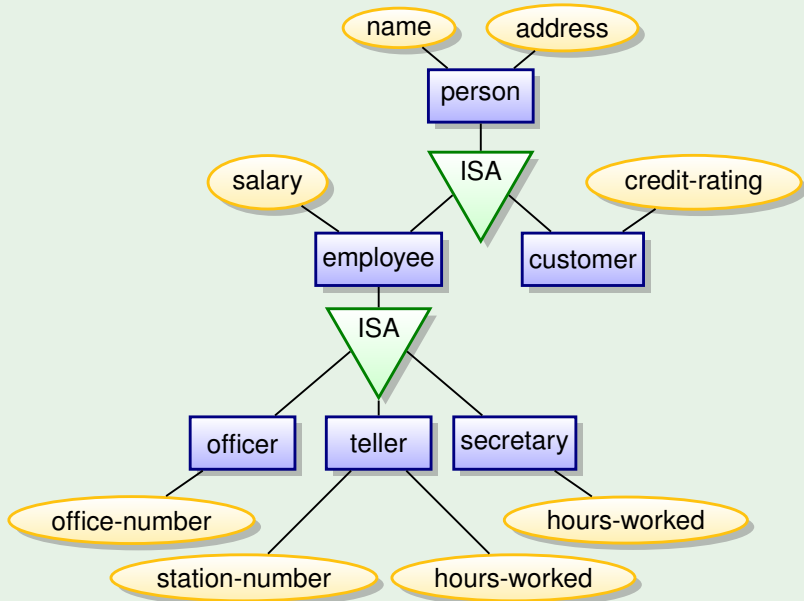 name
address
person
ISA
salary
credit-rating
employee
customer
ISA
officer
teller
secretary
office-number
hours-worked
station-number
hours-worked